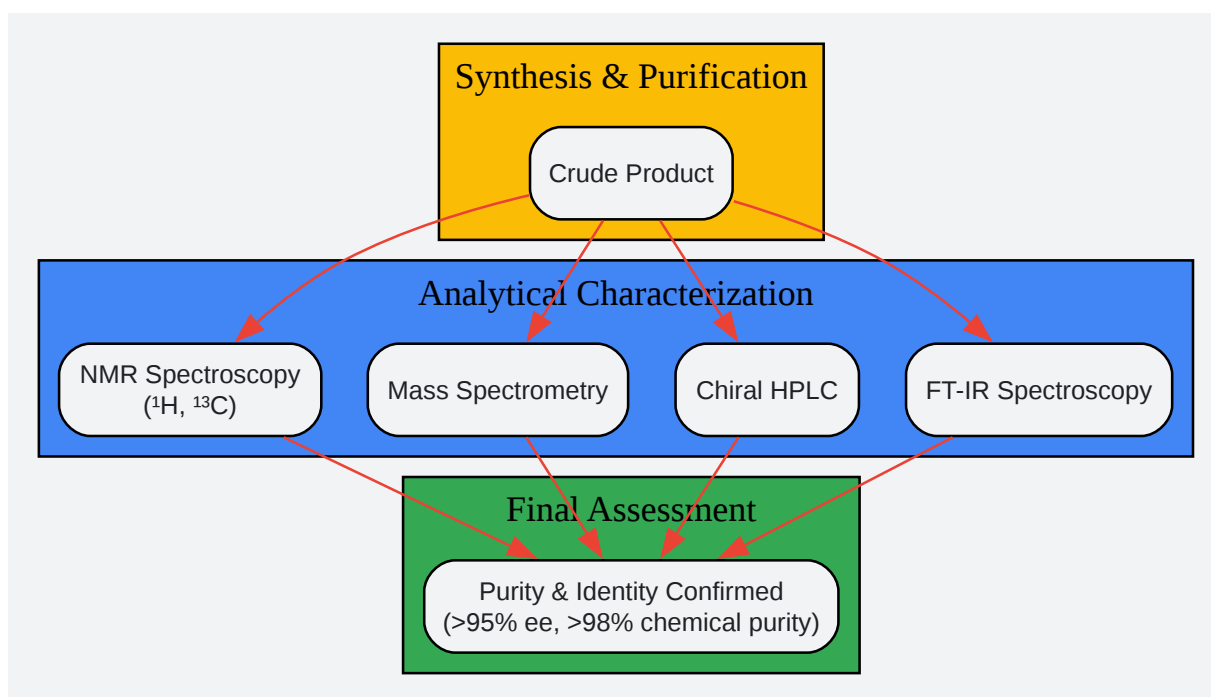 Synthesis & Purification
Crude Product
Analytical Characterization
NMR Spectroscopy
(¹H, ¹³C)
Mass Spectrometry
Chiral HPLC
FT-IR Spectroscopy
Final Assessment
Purity & Identity Confirmed
(>95% ee, >98% chemical purity)